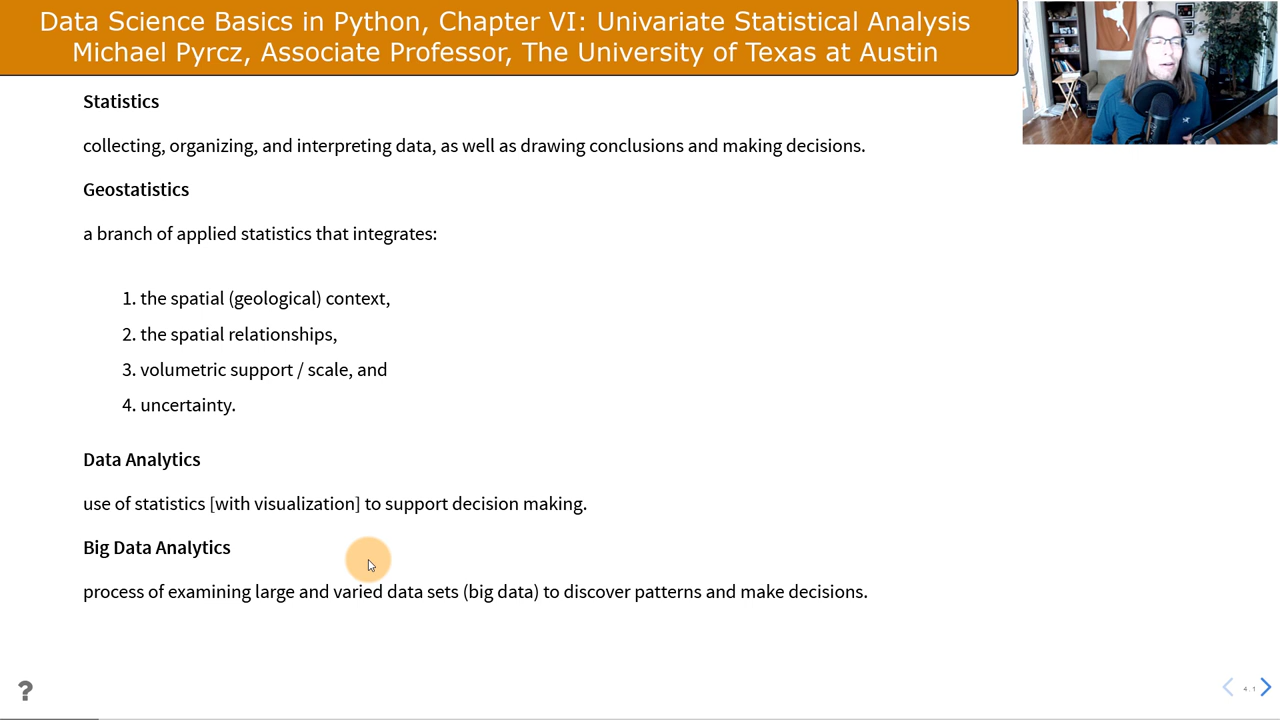 Data Science Basics in Python, Chapter VI: Univariate Statistical Analysis
Michael Pyrcz, Associate Professor, The University of Texas at Austin
Statistics
collecting, organizing, and interpreting data, as well as drawing conclusions and making decisions.
Geostatistics
a branch of applied statistics that integrates:
1. the spatial (geological) context,
2. the spatial relationships,
3. volumetric support / scale, and
4. uncertainty.
Data Analytics
use of statistics [with visualization] to support decision making.
Big Data Analytics
process of examining large and varied data sets (big data) to discover patterns and make decisions.
?
4.1